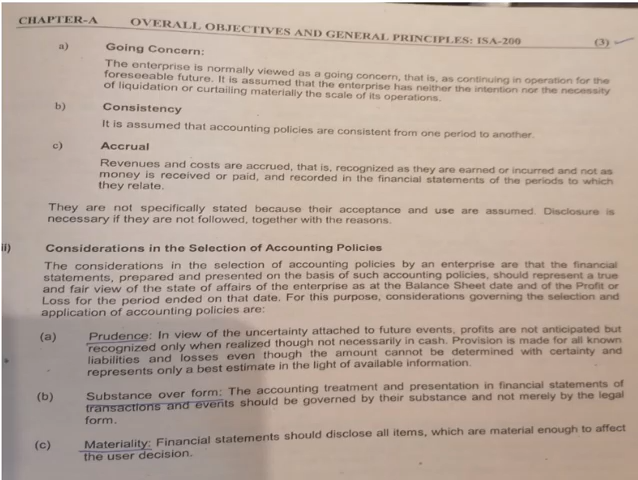 CHAPTER-A OVERALL OBJECTIVES AND GENERAL PRINCIPLES: ISA-200 (3)
a) Going Concern:
The enterprise is normally viewed as a going concern, that is, as continuing in operation for the
foreseeable future. It is assumed that the enterprise has neither the intention nor the necessity
of liquidation or curtailing materially the scale of its operations.
b) Consistency
It is assumed that accounting policies are consistent from one period to another.
c) Accrual
Revenues and costs are accrued, that is, recognized as they are earned or incurred and not as
money is received or paid, and recorded in the financial statements of the periods to which
they relate.
They are not specifically stated because their acceptance and use are assumed. Disclosure is
necessary if they are not followed, together with the reasons.
ii) Considerations in the Selection of Accounting Policies
The considerations in the selection of accounting policies by an enterprise are that the financial
statements, prepared and presented on the basis of such accounting policies, should represent a true
and fair view of the state of affairs of the enterprise as at the Balance Sheet date and of the Profit or
Loss for the period ended on that date. For this purpose, considerations governing the selection and
application of accounting policies are:
(a) Prudence: In view of the uncertainty attached to future events, profits are not anticipated but
recognized only when realized though not necessarily in cash. Provision is made for all known
liabilities and losses even though the amount cannot be determined with certainty and
represents only a best estimate in the light of available information.
(b) Substance over form: The accounting treatment and presentation in financial statements of
transactions and events should be governed by their substance and not merely by the legal
form.
(c) Materiality: Financial statements should disclose all items, which are material enough to affect
the user decision.